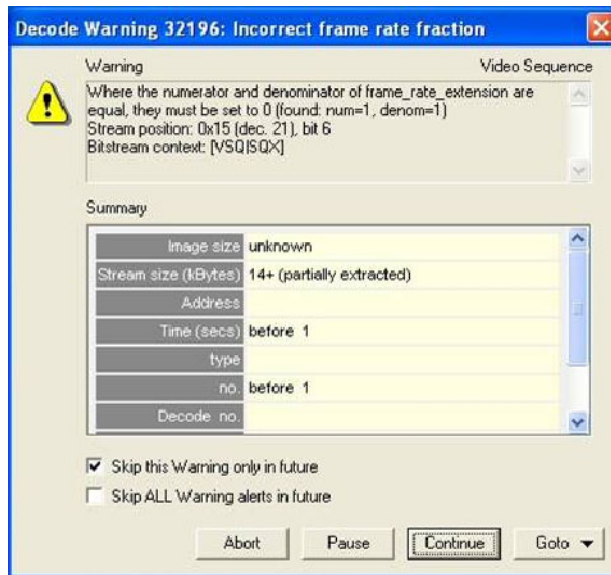 Decode Warning 32196: Incorrect frame rate fraction
Warning Video Sequence
Where the numerator and denominator of frame_rate_extension are
equal, they must be set to 0 (found: num=1, denom=1)
Stream position: 0x15 (dec. 21), bit 6
Bitstream context: [VSQ|SQX]
Summary
Image size unknown
Stream size (kBytes) 14+ (partially extracted)
Address
Time (secs) before 1
type
no. before 1
Decode no.
Skip this Warning only in future
Skip ALL Warning alerts in future
Abort Pause Continue Goto